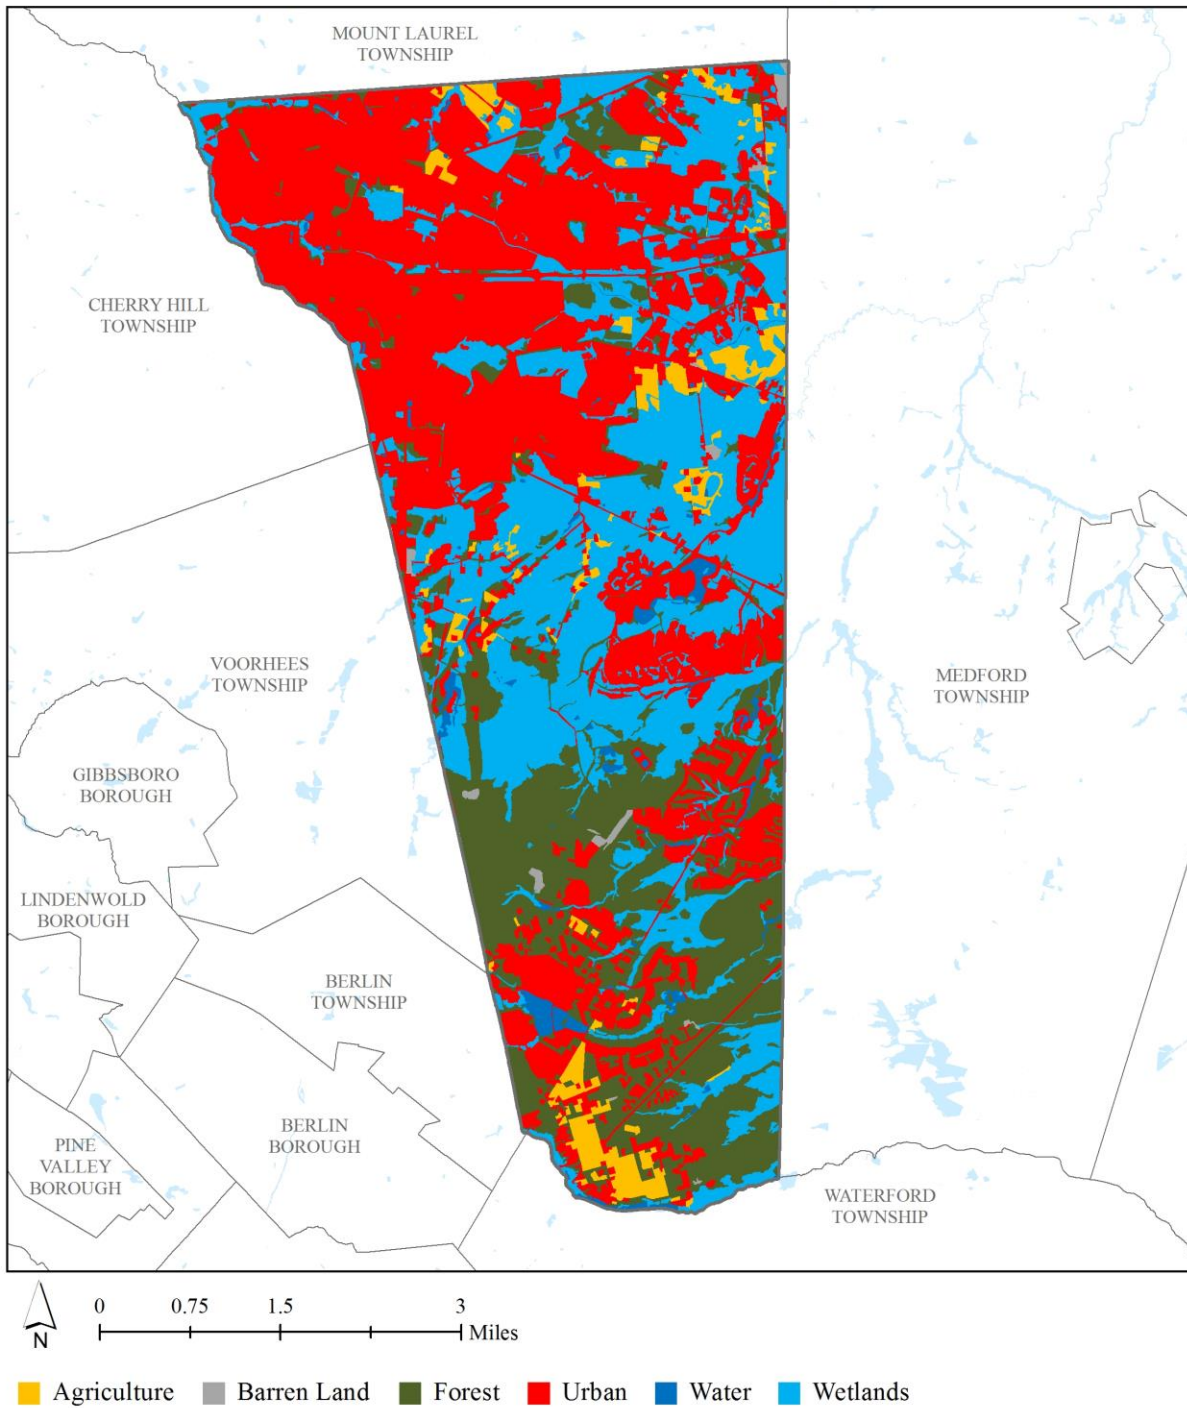 MOUNT LAUREL
TOWNSHIP
CHERRY HILL
TOWNSHIP
VOORHEES
TOWNSHIP
MEDFORD
TOWNSHIP
GIBBSBORO
BOROUGH
LINDENWOLD
BOROUGH
BERLIN
TOWNSHIP
BERLIN
BOROUGH
PINE
VALLEY
BOROUGH
WATERFORD
TOWNSHIP
N
0 0.75 1.5 3
Miles
Agriculture Barren Land Forest Urban Water Wetlands